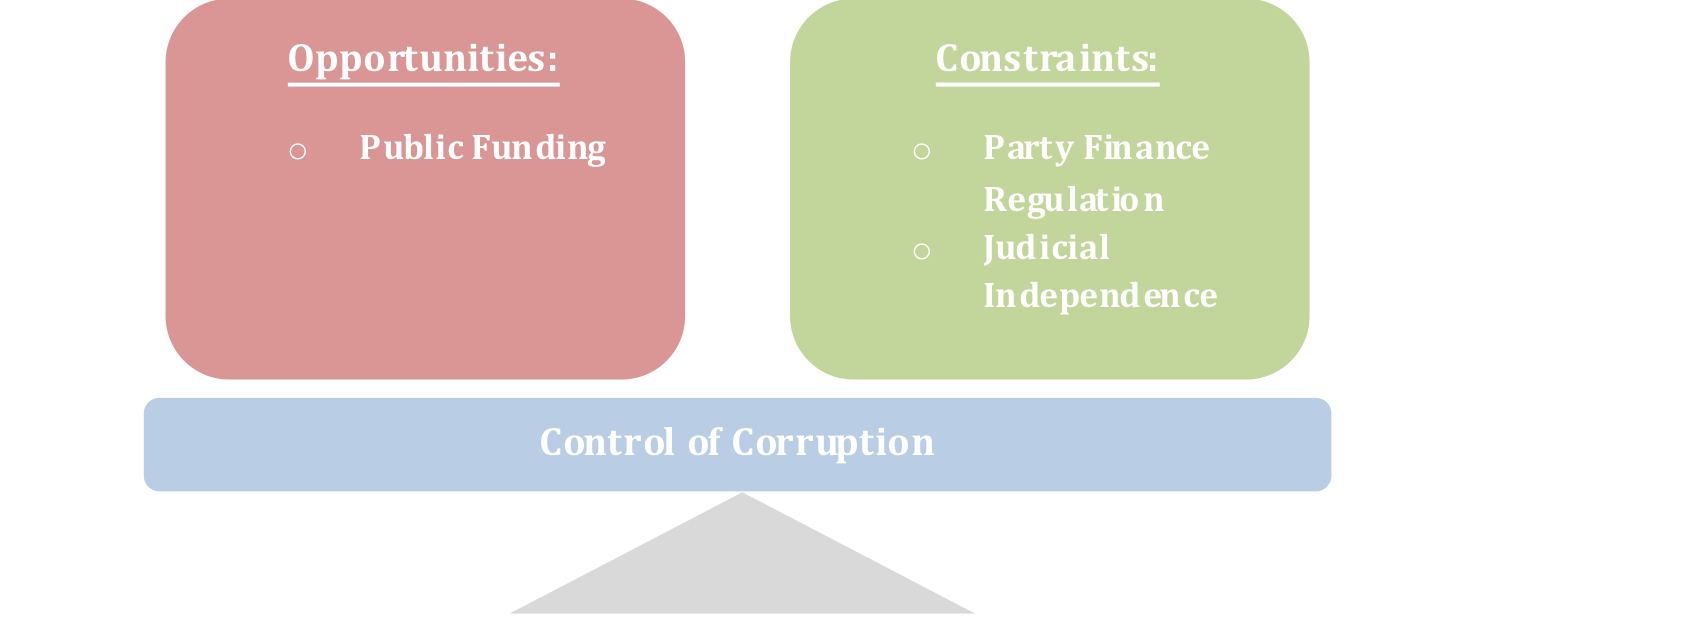 Opportunities:
○ Public Funding
Constraints:
○ Party Finance
Regulation
○ Judicial
Independence
Control of Corruption